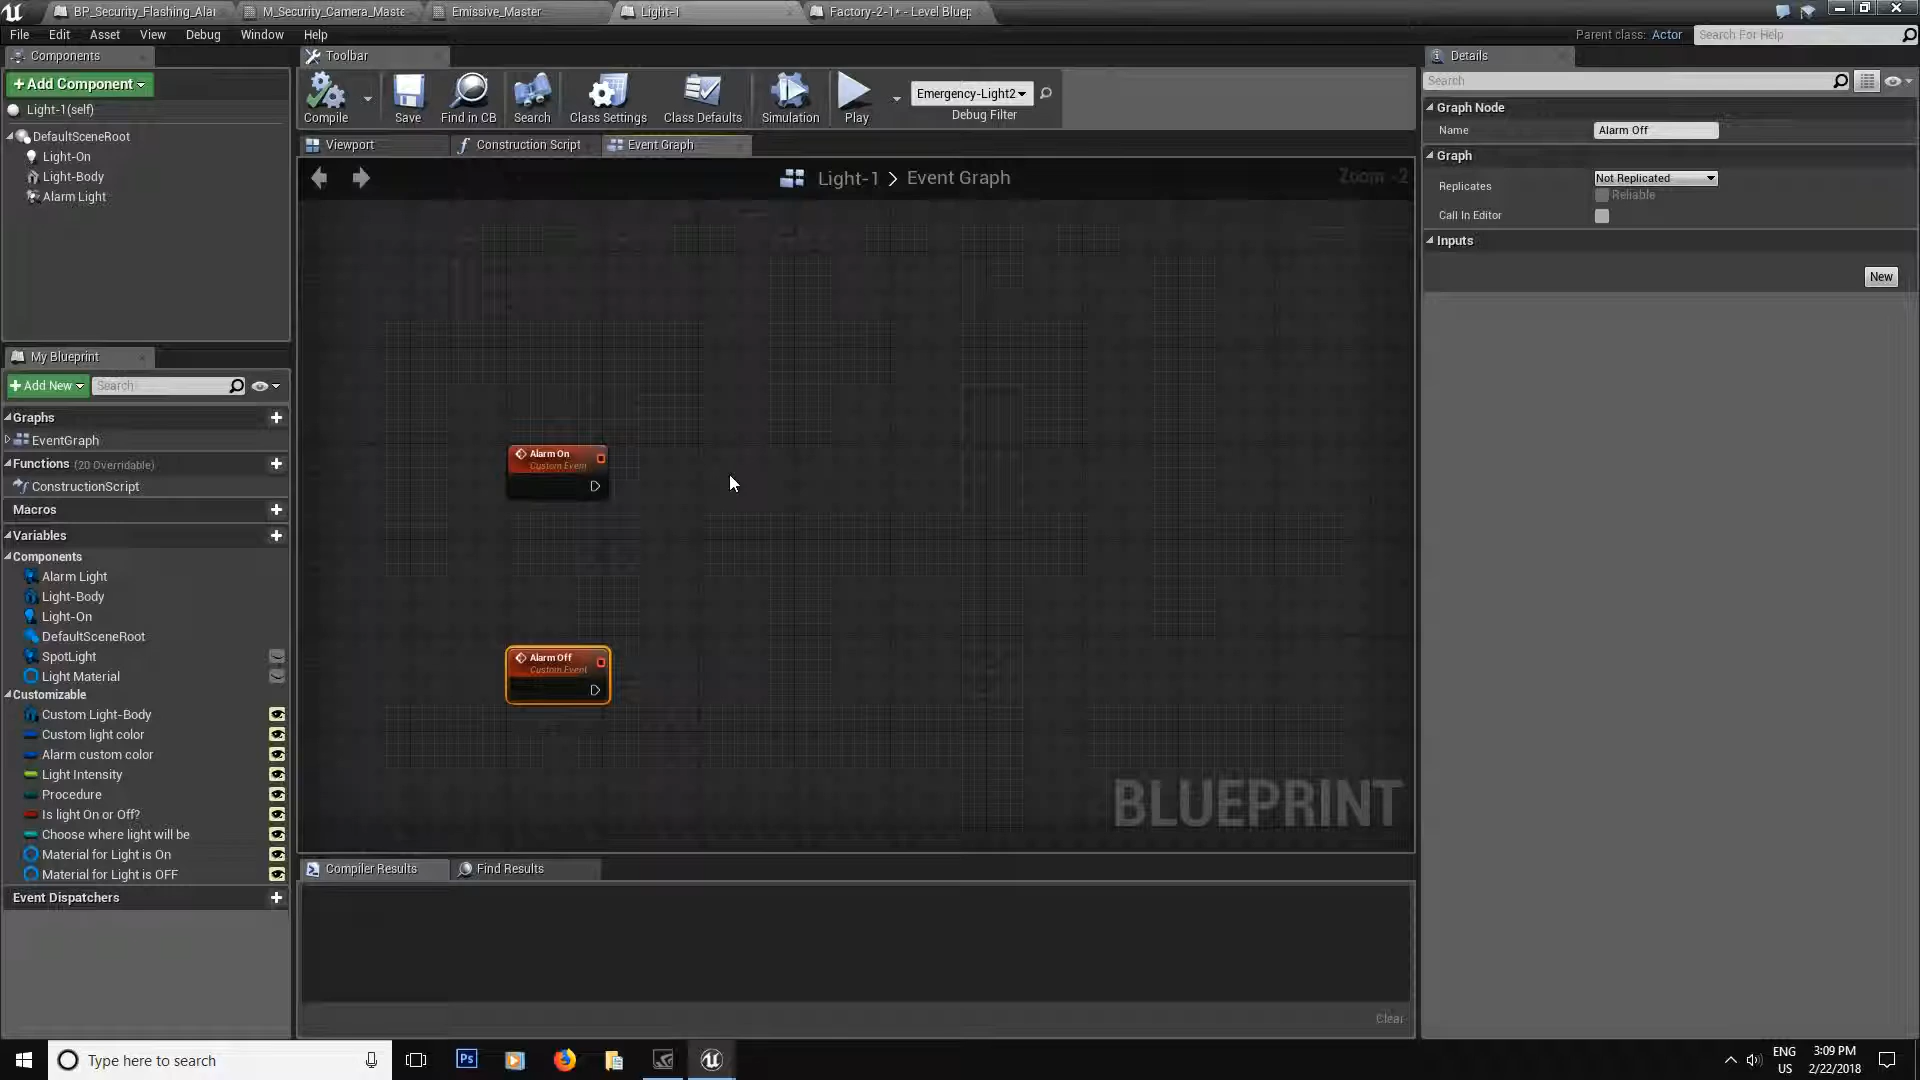 BP_Security_Flashing_Alar
M_Security_Camera_Maste
Emissive_Master
Light-1
Factory-2-1* - Level Bluep
File Edit Asset View Debug Window Help
Parent class: Actor
Search For Help
Components
Toolbar
Details
+ Add Component
Light-1(self)
DefaultSceneRoot
Light-On
Light-Body
Alarm Light
Compile
Save
Find in CB
Search
Class Settings
Class Defaults
Simulation
Play
Emergency-Light2
Debug Filter
Viewport
Construction Script
Event Graph
Light-1 > Event Graph
Zoom -2
Search
Graph Node
Name
Alarm Off
Graph
Replicates
Not Replicated
Reliable
Call In Editor
Inputs
New
My Blueprint
+ Add New
Search
Graphs
EventGraph
Functions (20 Overridable)
ConstructionScript
Macros
Variables
Components
Alarm Light
Light-Body
Light-On
DefaultSceneRoot
SpotLight
Light Material
Customizable
Custom Light-Body
Custom light color
Alarm custom color
Light Intensity
Procedure
Is light On or Off?
Choose where light will be
Material for Light is On
Material for Light is OFF
Event Dispatchers
Alarm On
Custom Even
Alarm Off
Custom Event
BLUEPRINT
Compiler Results
Find Results
Clear
Type here to search
Ps
ENG
US
3:09 PM
2/22/2018